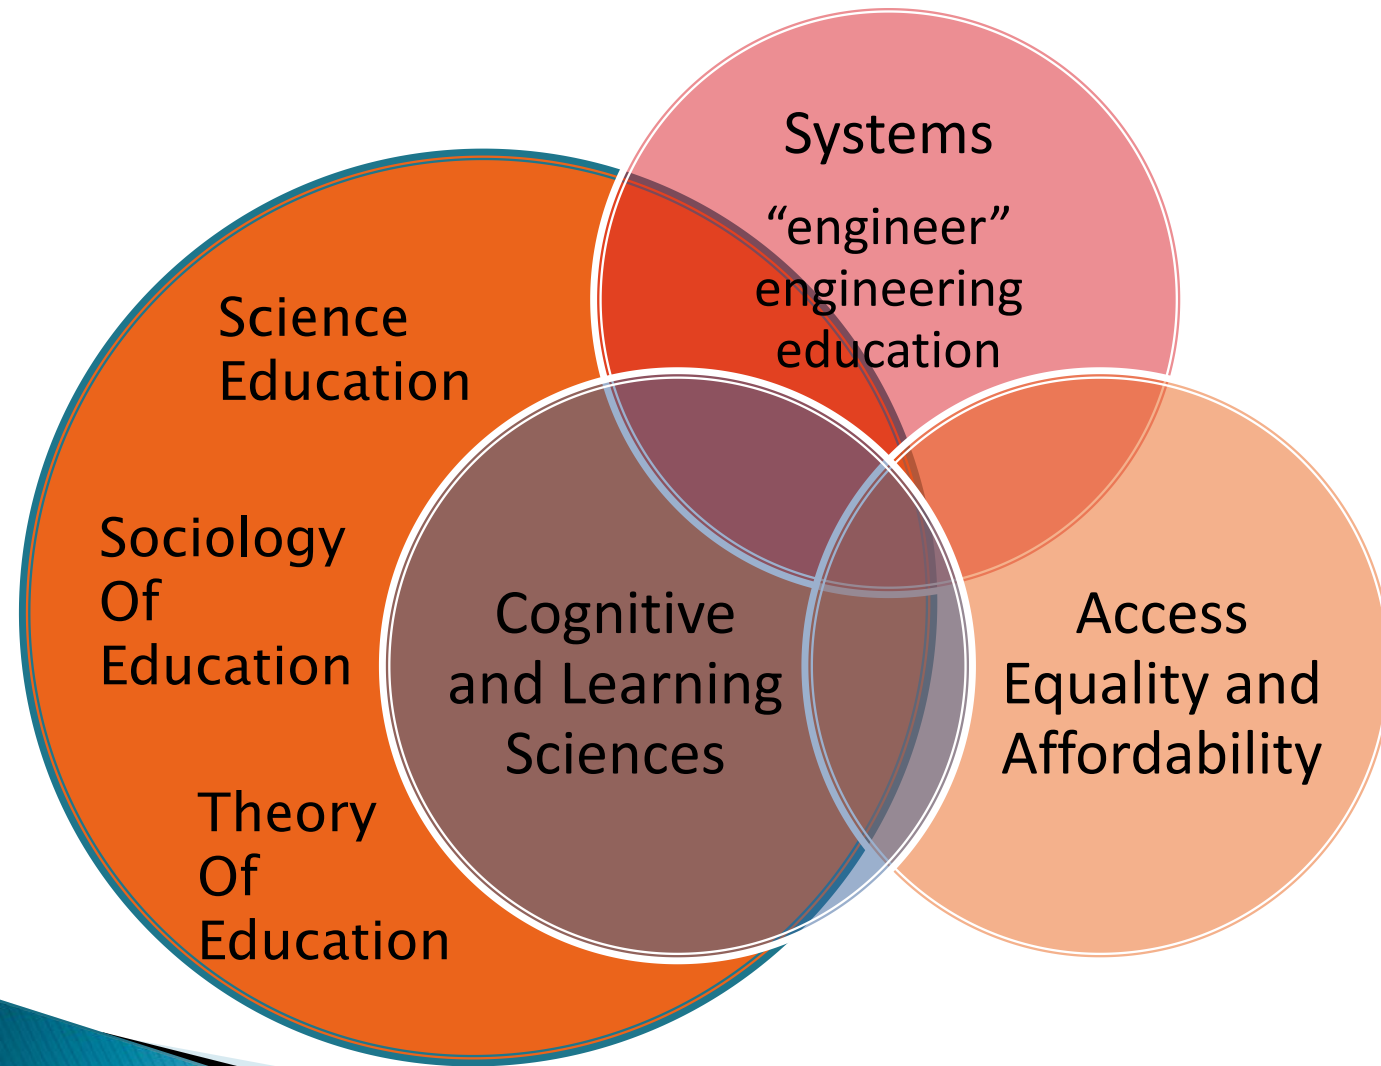 Systems
“engineer”
engineering
education
Science
Education
Sociology
Of
Education
Cognitive
and Learning
Sciences
Access
Equality and
Affordability
Theory
Of
Education